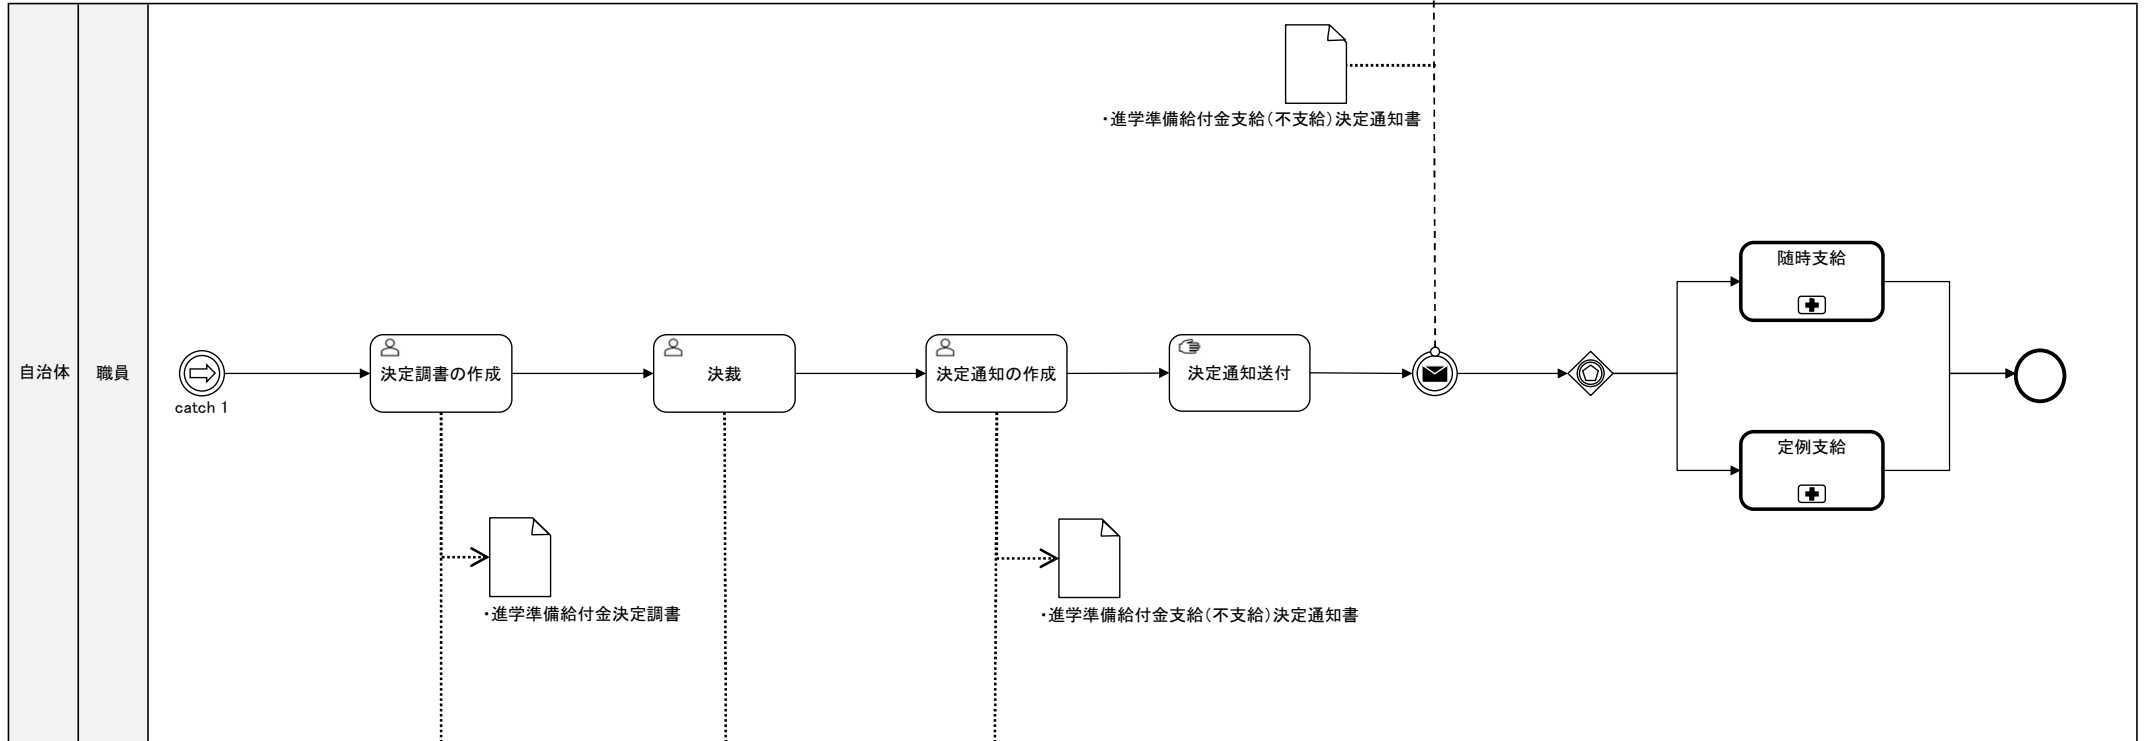 ・進学準備給付金支給（不支給）決定通知書
自治体
職員
catch 1
決定調書の作成
決裁
決定通知の作成
決定通知送付
随時支給
定例支給
・進学準備給付金決定調書
・進学準備給付金支給（不支給）決定通知書